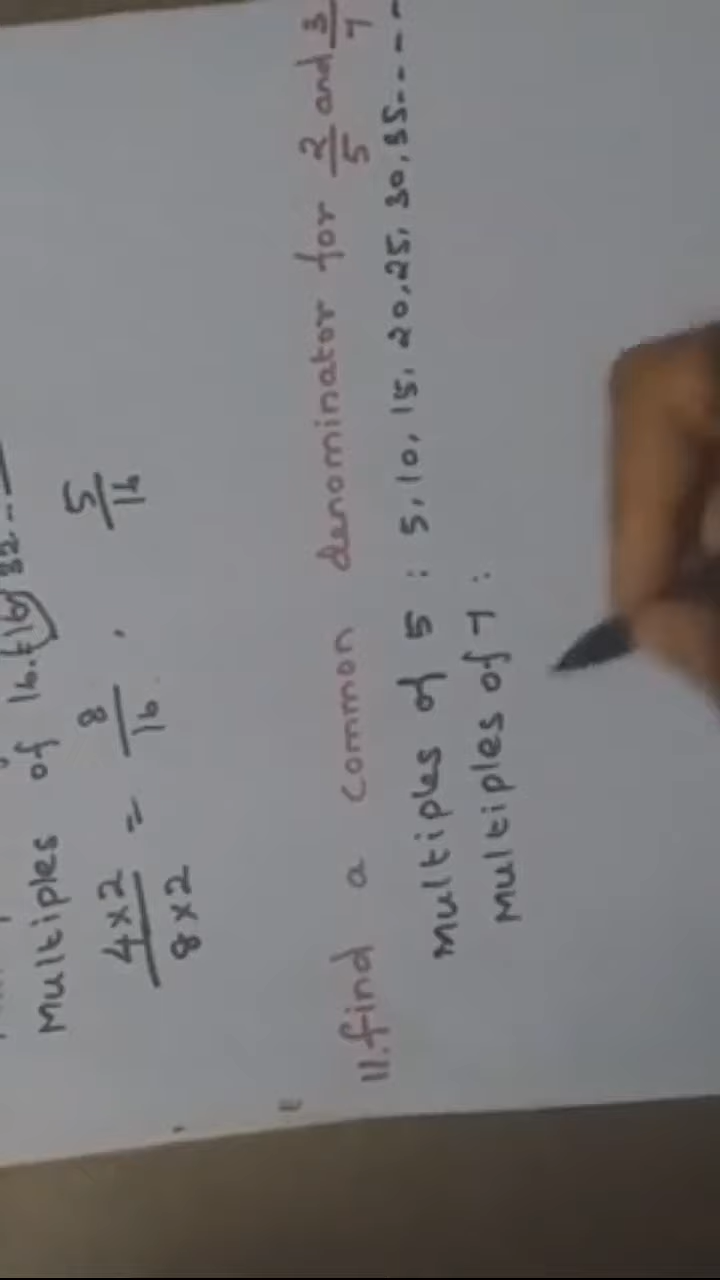 Multiples of 16: 16, 32 --
4×2/8×2 = 8/16 , 5/16
11. find a common denominator for 2/5 and 3/7
Multiples of 5 : 5, 10, 15, 20, 25, 30, 35----
Multiples of 7 :